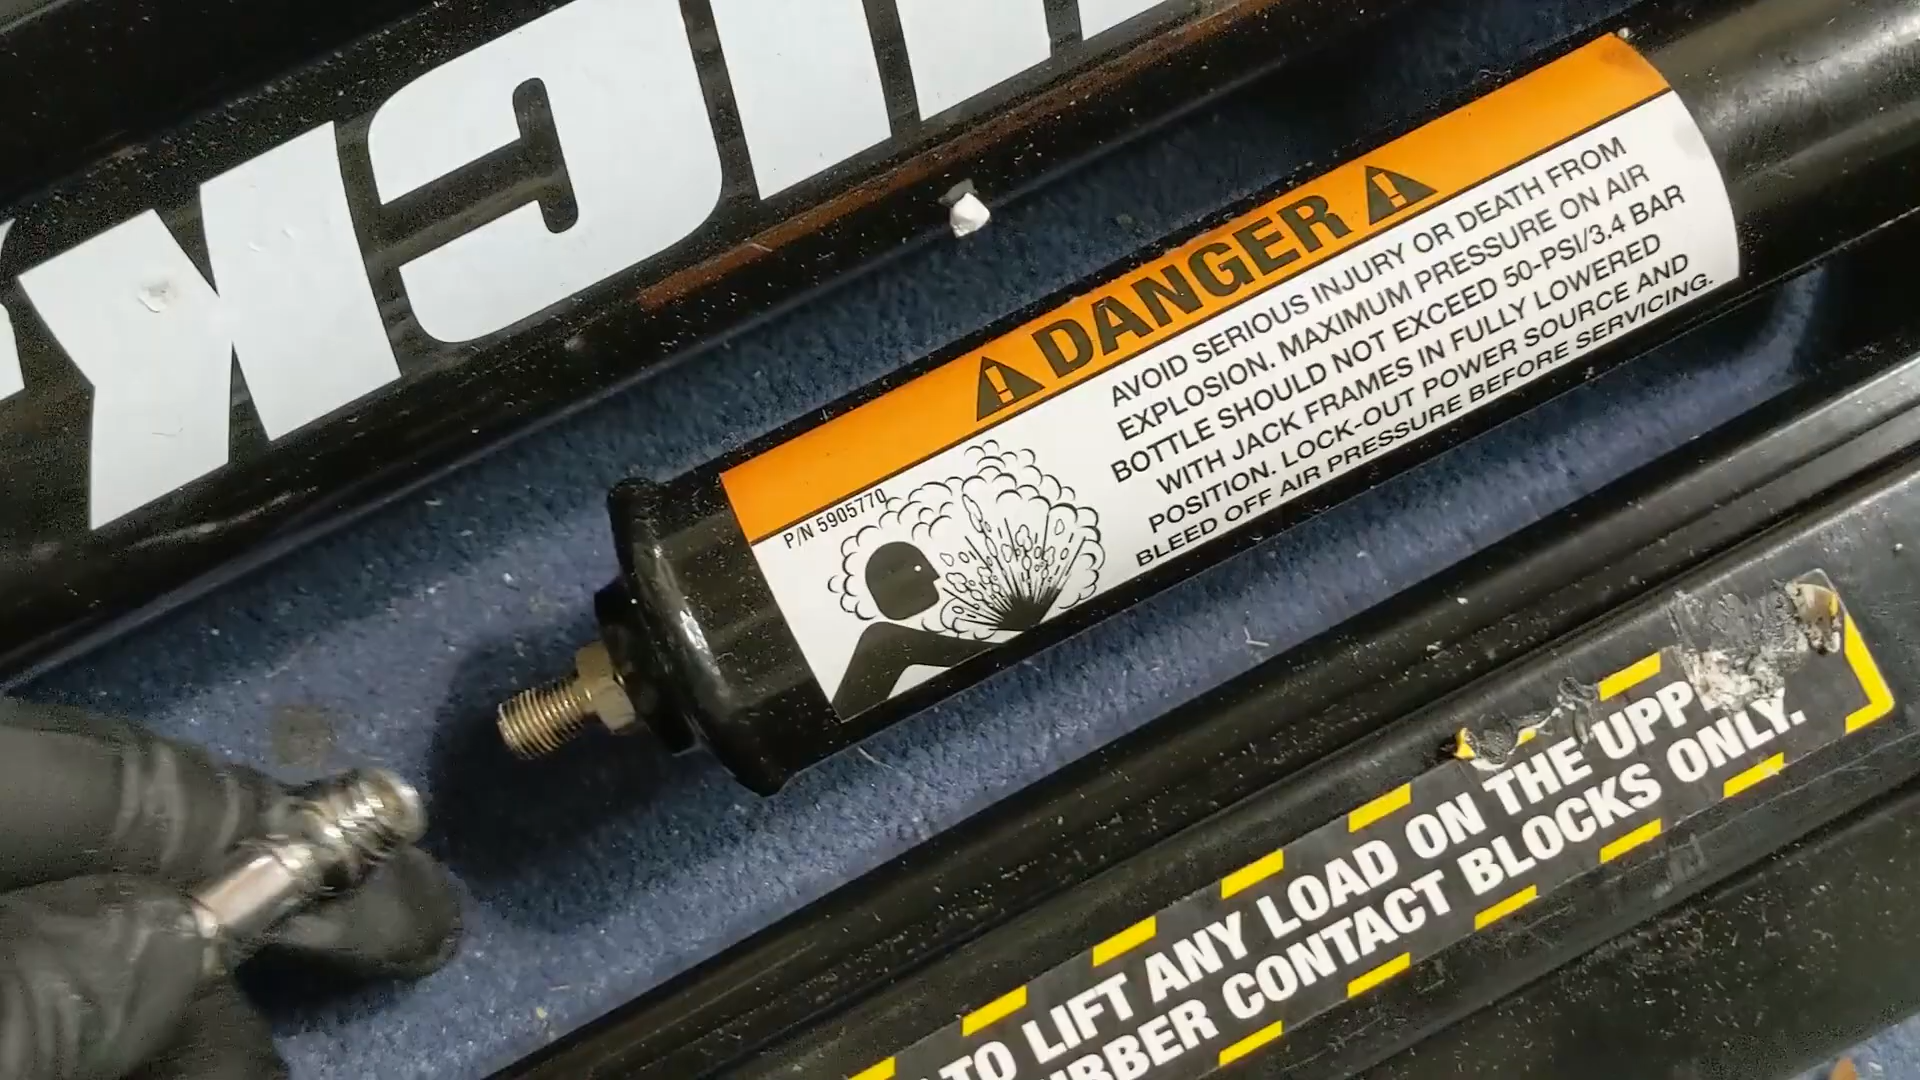 DANGER
AVOID SERIOUS INJURY OR DEATH FROM
EXPLOSION. MAXIMUM PRESSURE ON AIR
BOTTLE SHOULD NOT EXCEED 50-PSI/3.4 BAR
WITH JACK FRAMES IN FULLY LOWERED
POSITION. LOCK-OUT POWER SOURCE AND
BLEED OFF AIR PRESSURE BEFORE SERVICING.
P/N 5905770
TO LIFT ANY LOAD ON THE
CONTACT BLOCKS ONLY.